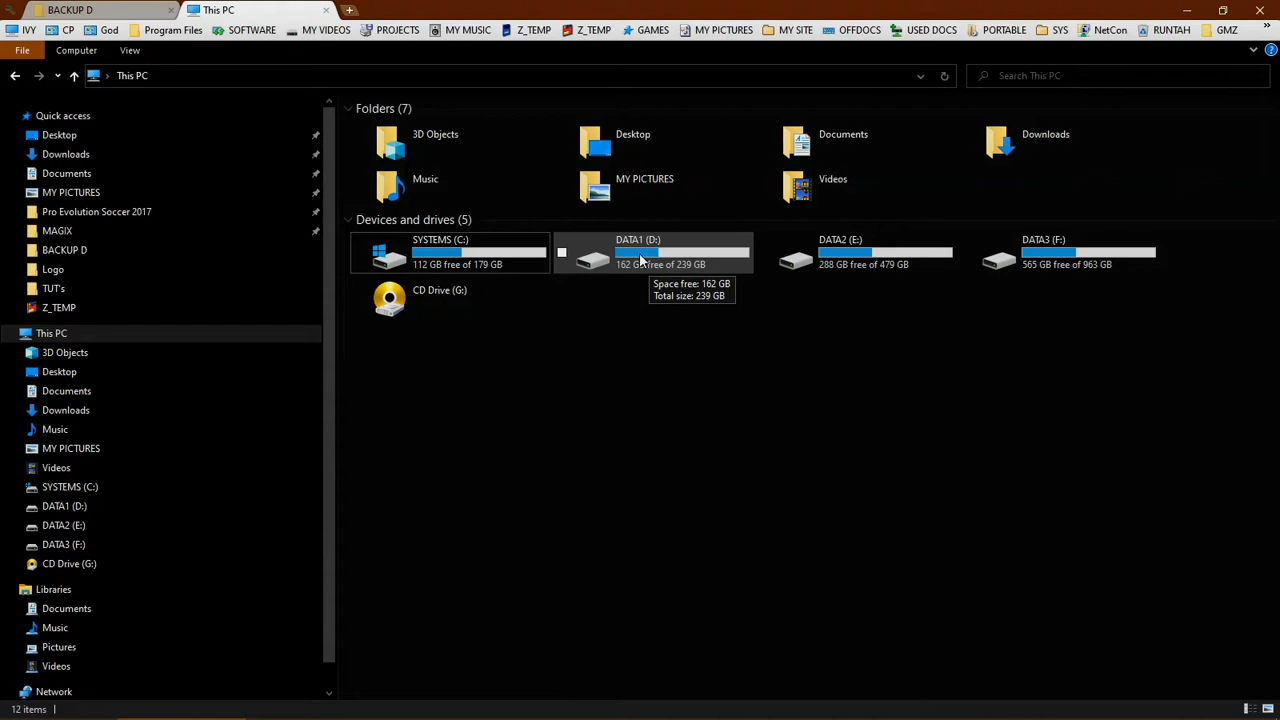 BACKUP D
This PC
IVY CP God Program Files SOFTWARE MY VIDEOS PROJECTS MY MUSIC Z_TEMP Z_TEMP GAMES MY PICTURES MY SITE OFFDOCS USED DOCS PORTABLE SYS NetCon RUNTAH GMZ
File Computer View
This PC
Search This PC
Quick access
Desktop
Downloads
Documents
MY PICTURES
Pro Evolution Soccer 2017
MAGIX
BACKUP D
Logo
TUT's
Z_TEMP
This PC
3D Objects
Desktop
Documents
Downloads
Music
MY PICTURES
Videos
SYSTEMS (C:)
DATA1 (D:)
DATA2 (E:)
DATA3 (F:)
CD Drive (G:)
Libraries
Documents
Music
Pictures
Videos
Network
Folders (7)
3D Objects
Desktop
Documents
Downloads
Music
MY PICTURES
Videos
Devices and drives (5)
SYSTEMS (C:)
112 GB free of 179 GB
DATA1 (D:)
162 GB free of 239 GB
DATA2 (E:)
288 GB free of 479 GB
DATA3 (F:)
565 GB free of 963 GB
CD Drive (G:)
Space free: 162 GB
Total size: 239 GB
12 items